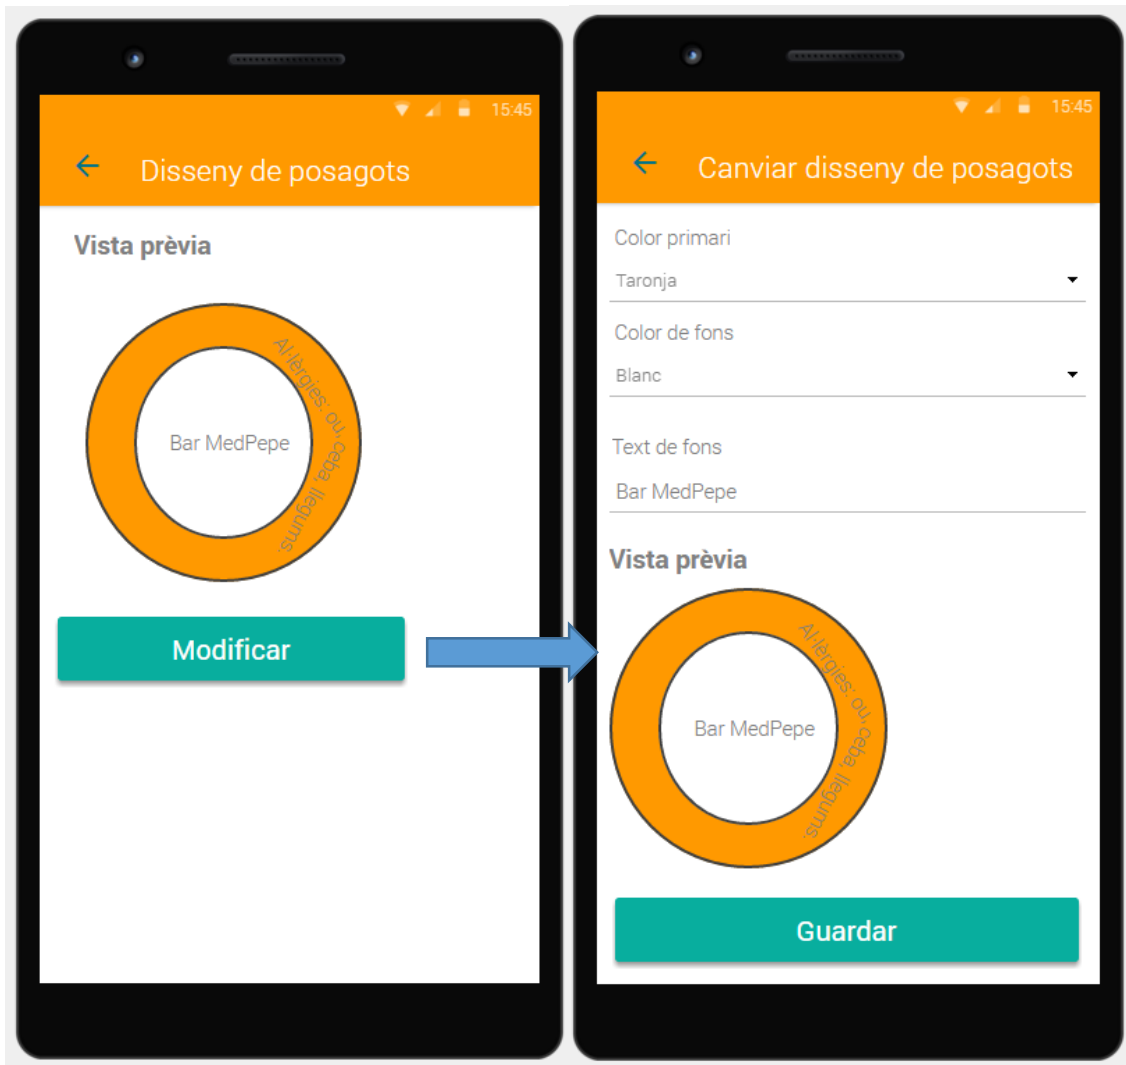 15:45
Disseny de posagots
Vista prèvia
Al·lèrgies: ou, ceba, llegums.
Bar MedPepe
Modificar
15:45
Canviar disseny de posagots
Color primari
Taronja
Color de fons
Blanc
Text de fons
Bar MedPepe
Vista prèvia
Al·lèrgies: ou, ceba, llegums.
Bar MedPepe
Guardar